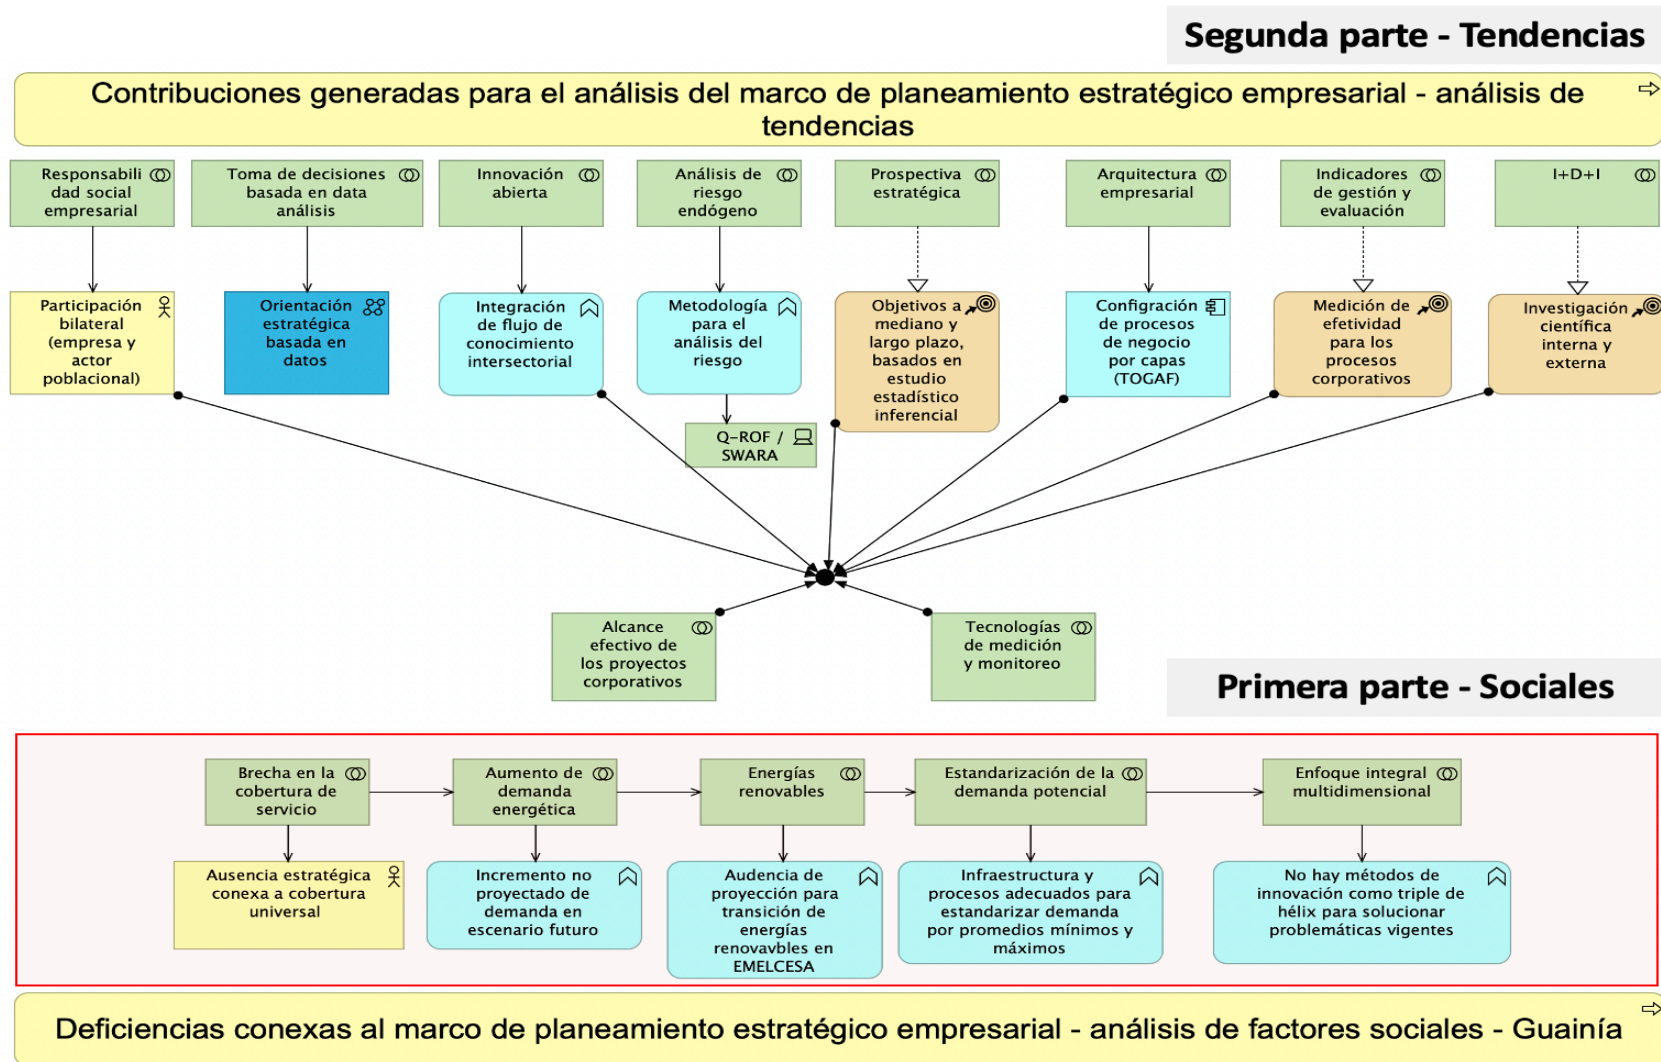 Segunda parte - Tendencias
Contribuciones generadas para el análisis del marco de planeamiento estratégico empresarial - análisis de
tendencias
Responsabili
dad social
empresarial
Toma de decisiones
basada en data
análisis
Innovación
abierta
Análisis de
riesgo
endógeno
Prospectiva
estratégica
Arquitectura
empresarial
Indicadores
de gestión y
evaluación
I+D+I
Participación
bilateral
(empresa y
actor
poblacional)
Orientación
estratégica
basada en
datos
Integración
de flujo de
conocimiento
intersectorial
Metodología
para el
análisis del
riesgo
Objetivos a
mediano y
largo plazo,
basados en
estudio
estadístico
inferencial
Configración
de procesos
de negocio
por capas
(TOGAF)
Medición de
efetividad
para los
procesos
corporativos
Investigación
científica
interna y
externa
Q-ROF /
SWARA
Alcance
efectivo de
los proyectos
corporativos
Tecnologías
de medición
y monitoreo
Primera parte - Sociales
Brecha en la
cobertura de
servicio
Aumento de
demanda
energética
Energías
renovables
Estandarización de la
demanda potencial
Enfoque integral
multidimensional
Ausencia estratégica
conexa a cobertura
universal
Incremento no
proyectado de
demanda en
escenario futuro
Audencia de
proyección para
transición de
energías
renovavbles en
EMELCESA
Infraestructura y
procesos adecuados para
estandarizar demanda
por promedios mínimos y
máximos
No hay métodos de
innovación como triple de
hélix para solucionar
problemáticas vigentes
Deficiencias conexas al marco de planeamiento estratégico empresarial - análisis de factores sociales - Guainía